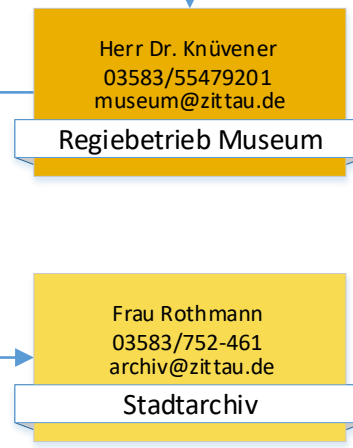 Herr Dr. Knüvener
03583/55479201
museum@zittau.de
Regiebetrieb Museum
Frau Rothmann
03583/752-461
archiv@zittau.de
Stadtarchiv